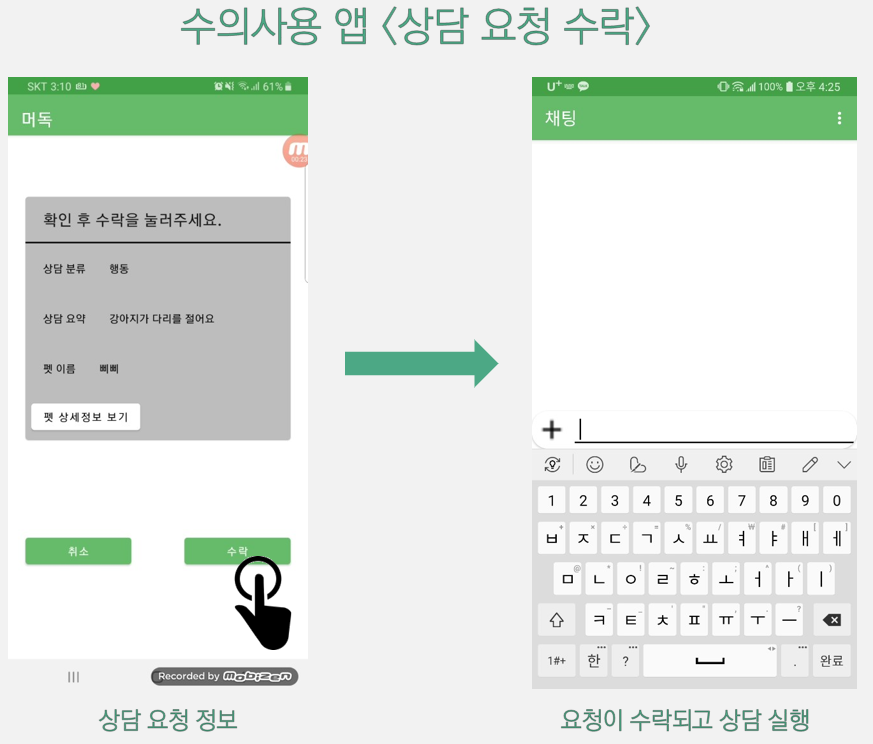 수의사용 앱 <상담 요청 수락>
SKT 3:10 61%
머독
00:23
확인 후 수락을 눌러주세요.
상담 분류 행동
상담 요약 강아지가 다리를 절어요
펫 이름 삐삐
펫 상세정보 보기
취소 수락
Recorded by mobizen
상담 요청 정보
U+ 100% 오후 4:25
채팅
1 2 3 4 5 6 7 8 9 0
ㅂ ㅈ ㄷ ㄱ ㅅ ㅛ ㅕ ㅑ ㅐ ㅔ
ㅁ ㄴ ㅇ ㄹ ㅎ ㅗ ㅓ ㅏ ㅣ
ㅋ ㅌ ㅊ ㅍ ㅠ ㅜ ㅡ
1#+ 한 ? . 완료
요청이 수락되고 상담 실행